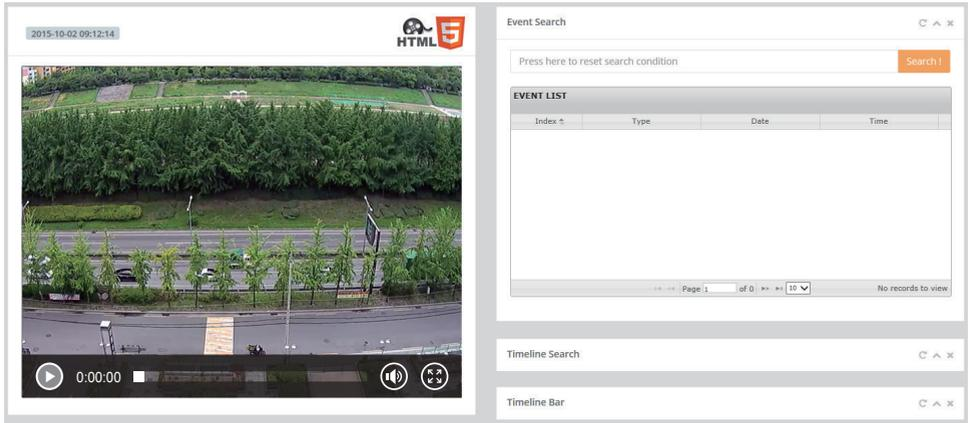 2015-10-02 09:12:14
HTML 5
0:00:00
Event Search
Press here to reset search condition
Search !
EVENT LIST
Index Type Date Time
Page 1 of 0 10 No records to view
Timeline Search
Timeline Bar